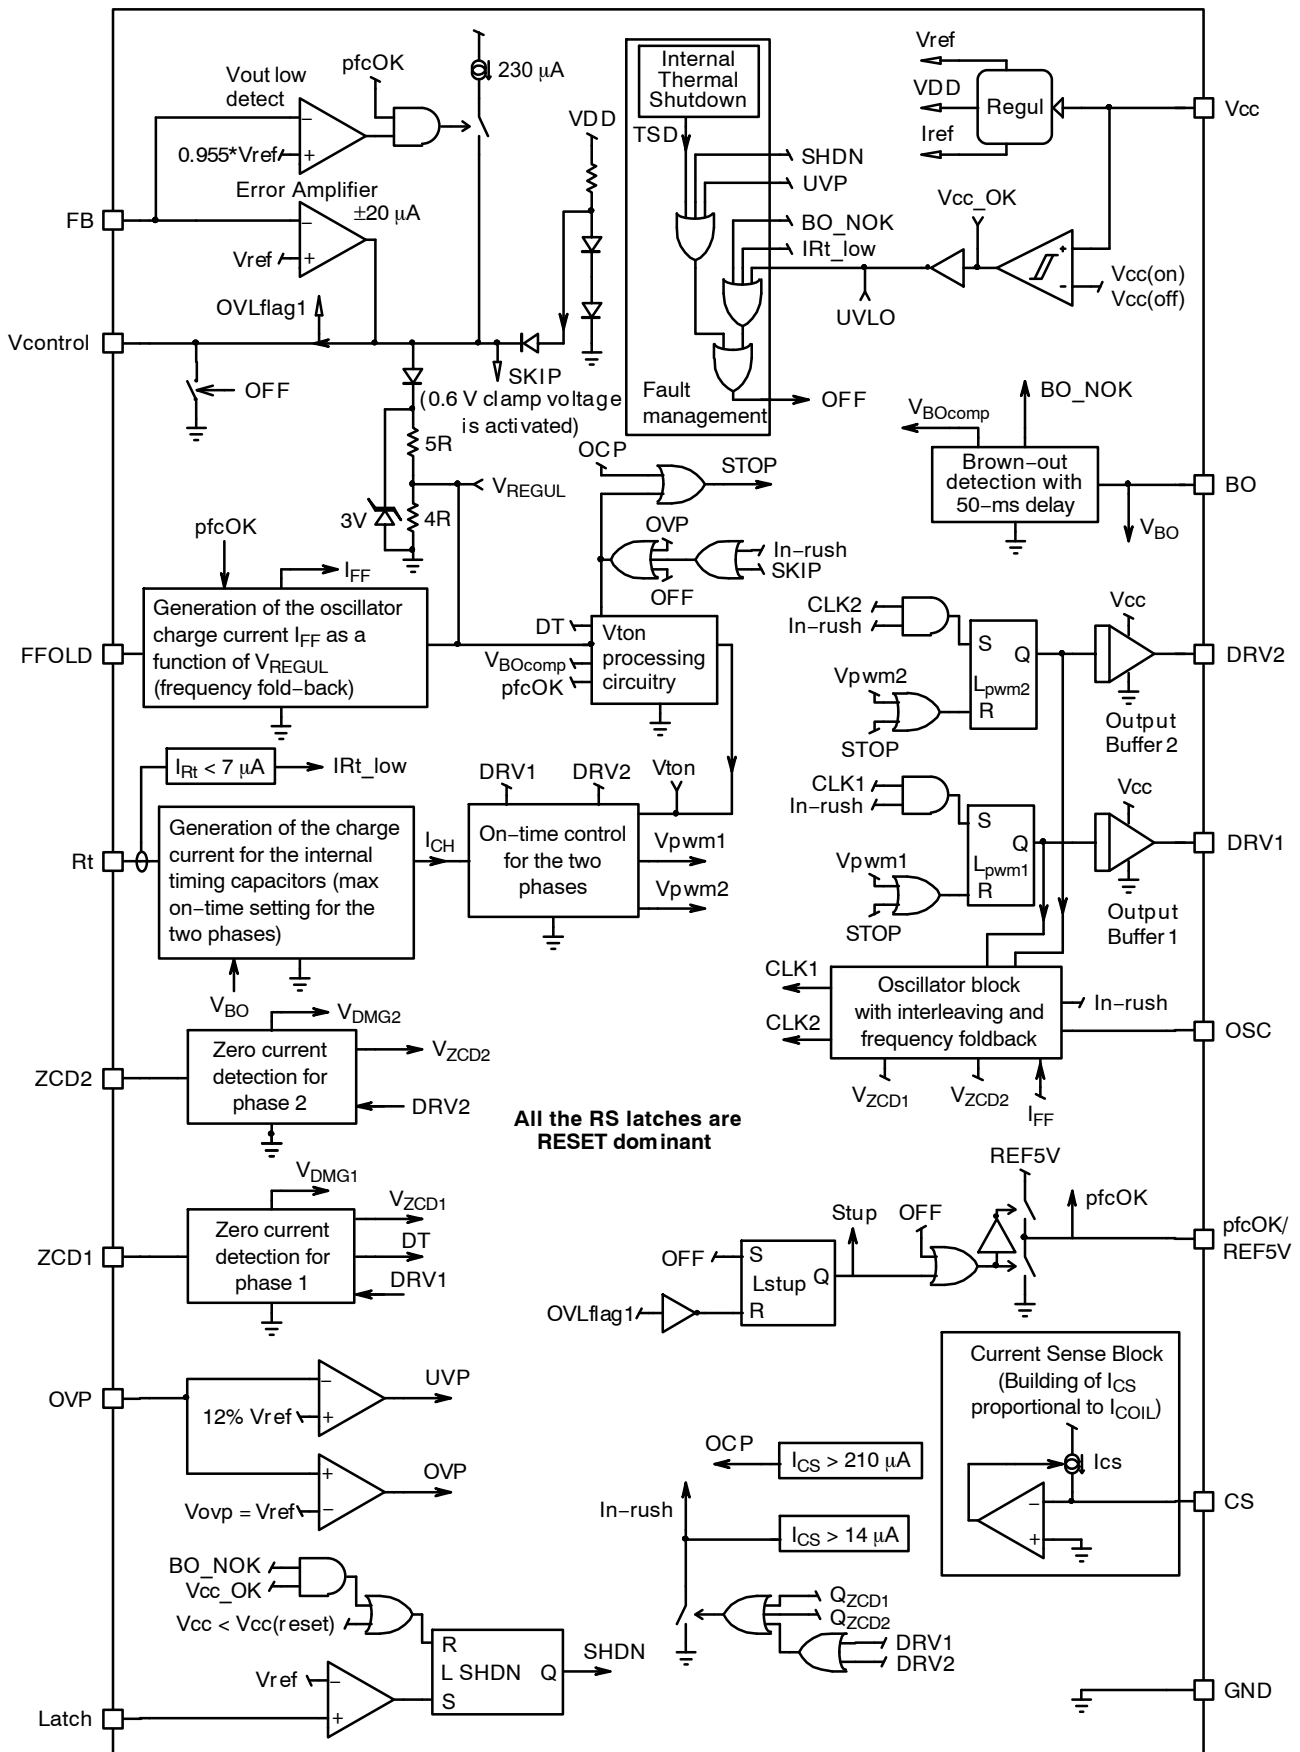 pfcOK
230 μA
Vout low
detect
0.955*Vref
Error Amplifier
±20 μA
FB
Vref
OVLflag1
Vcontrol
OFF
VDD
SKIP
(0.6 V clamp voltage
is activated)
Internal
Thermal
Shutdown
TSD
SHDN
UVP
BO_NOK
IRt_low
UVLO
Fault
management
OFF
Vref
VDD
Iref
Regul
Vcc
Vcc_OK
Vcc(on)
Vcc(off)
5R
VREGUL
3V
4R
OCP
STOP
OVP
In−rush
SKIP
OFF
VBOcomp
BO_NOK
Brown−out
detection with
50−ms delay
BO
VBO
pfcOK
IFF
Generation of the oscillator
charge current IFF as a
function of VREGUL
(frequency fold−back)
FFOLD
DT
VBOcomp
pfcOK
Vton
processing
circuitry
CLK2
In−rush
S
Q
Lpwm2
R
Vpwm2
STOP
Vcc
DRV2
Output
Buffer 2
IRt < 7 μA
IRt_low
DRV1
DRV2
Vton
Rt
Generation of the charge
current for the internal
timing capacitors (max
on−time setting for the
two phases)
ICH
On−time control
for the two
phases
Vpwm1
Vpwm2
VBO
CLK1
In−rush
S
Q
Lpwm1
R
Vpwm1
STOP
Vcc
DRV1
Output
Buffer 1
CLK1
CLK2
Oscillator block
with interleaving and
frequency foldback
In−rush
OSC
VZCD1
VZCD2
IFF
VDMG2
VZCD2
ZCD2
Zero current
detection for
phase 2
DRV2
All the RS latches are
RESET dominant
VDMG1
VZCD1
DT
ZCD1
Zero current
detection for
phase 1
DRV1
REF5V
pfcOK
Stup
OFF
OFF
S
Lstup
Q
R
OVLflag1
pfcOK/
REF5V
OVP
12% Vref
UVP
OVP
Vovp = Vref
Current Sense Block
(Building of ICS
proportional to ICOIL)
Ics
CS
OCP
ICS > 210 μA
In−rush
ICS > 14 μA
QZCD1
QZCD2
DRV1
DRV2
BO_NOK
Vcc_OK
Vcc < Vcc(reset)
R
L SHDN
Q
S
SHDN
Vref
Latch
GND